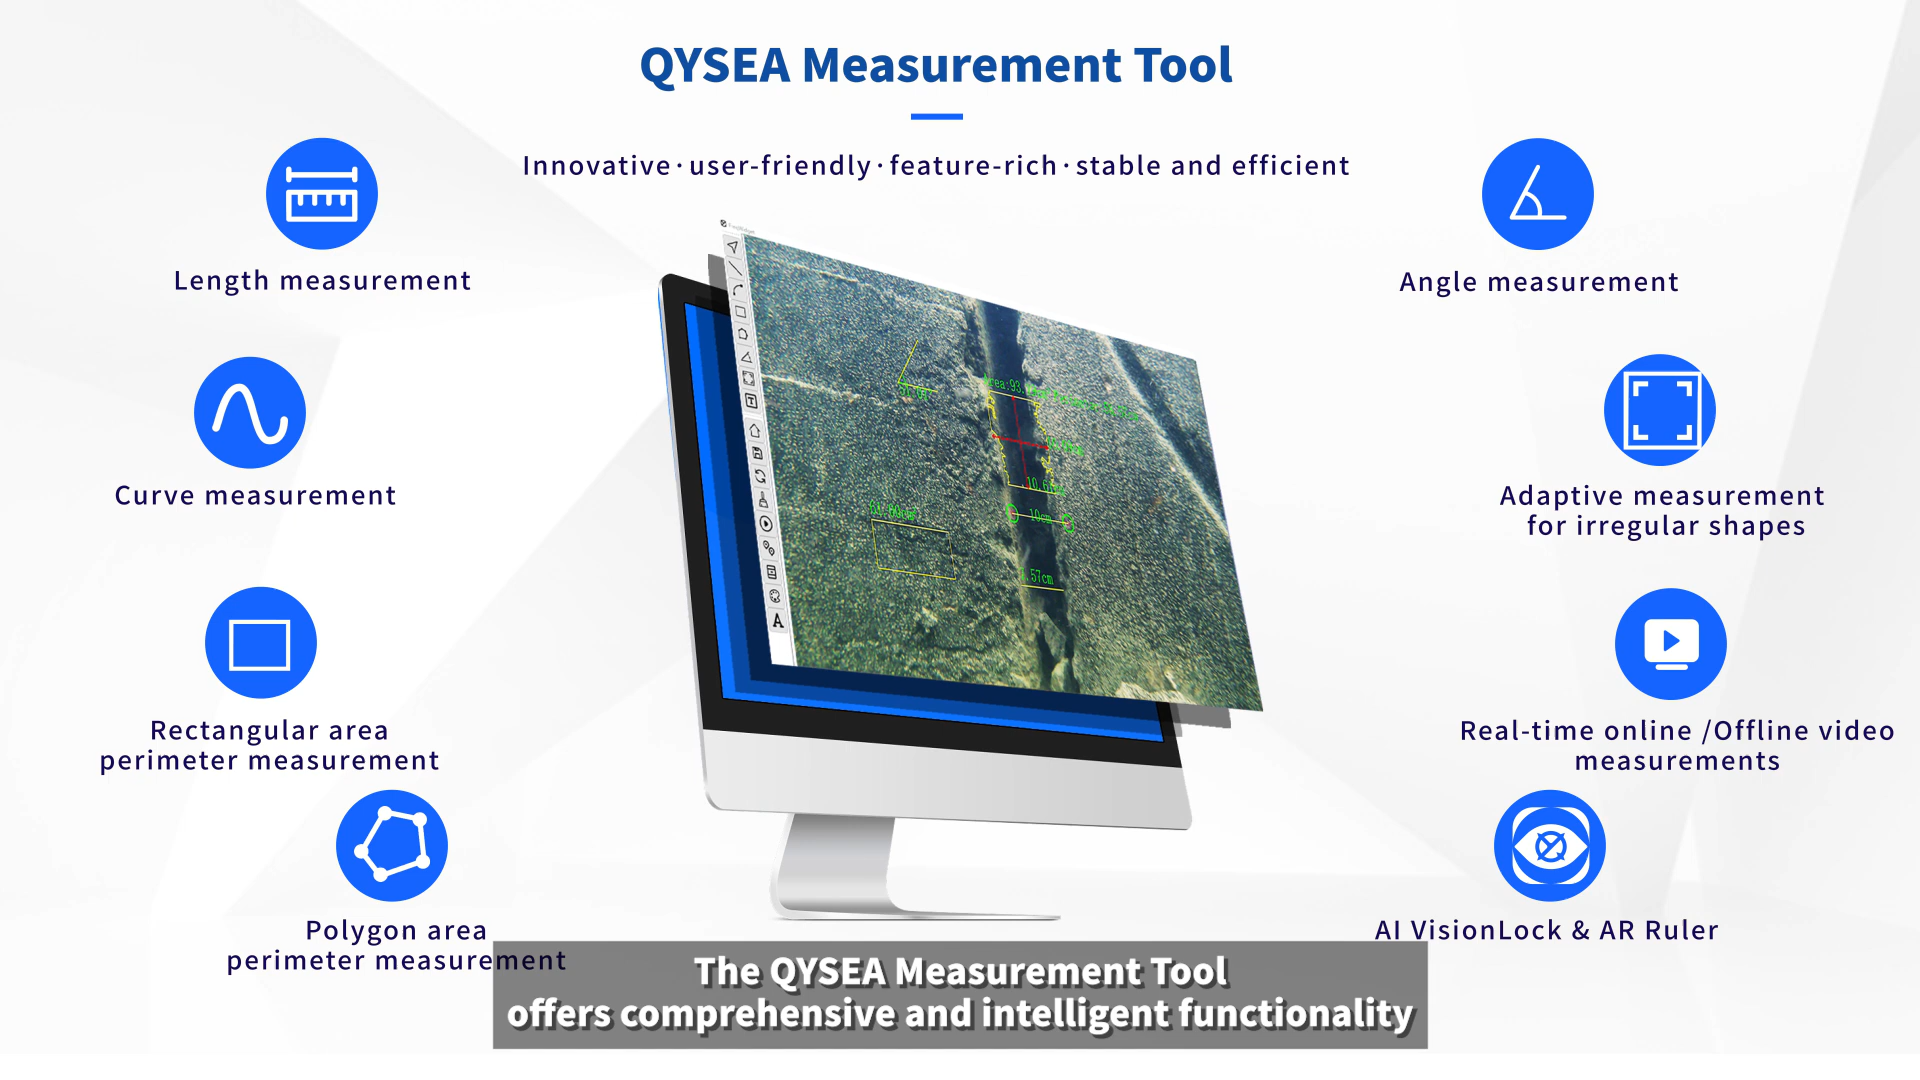 QYSEA Measurement Tool
Innovative·user-friendly·feature-rich·stable and efficient
Length measurement
Curve measurement
Rectangular area
perimeter measurement
Polygon area
perimeter measurement
Angle measurement
Adaptive measurement
for irregular shapes
Real-time online /Offline video
measurements
AI VisionLock & AR Ruler
10cm
T
A
The QYSEA Measurement Tool
offers comprehensive and intelligent functionality